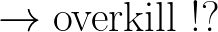 → overkill !?